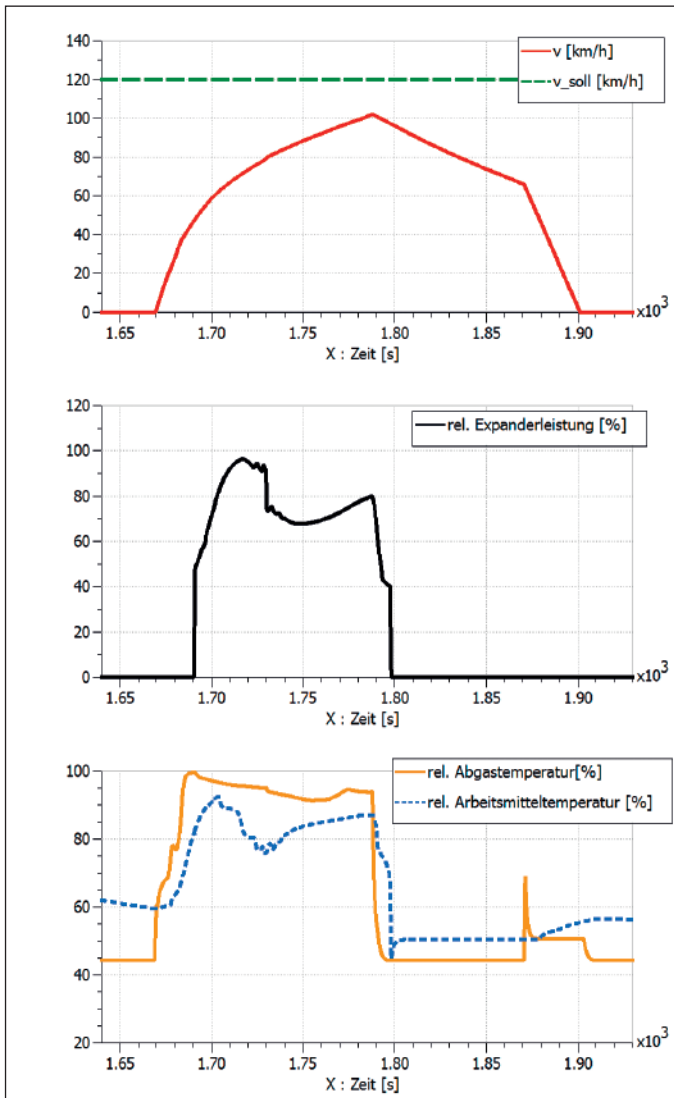 140
120
100
80
60
40
20
0
v [km/h]
v_soll [km/h]
1.65 1.70 1.75 1.80 1.85 1.90
x10³
X : Zeit [s]
120
100
80
60
40
20
0
rel. Expanderleistung [%]
1.65 1.70 1.75 1.80 1.85 1.90
x10³
X : Zeit [s]
100
80
60
40
20
rel. Abgastemperatur[%]
rel. Arbeitsmitteltemperatur [%]
1.65 1.70 1.75 1.80 1.85 1.90
x10³
X : Zeit [s]